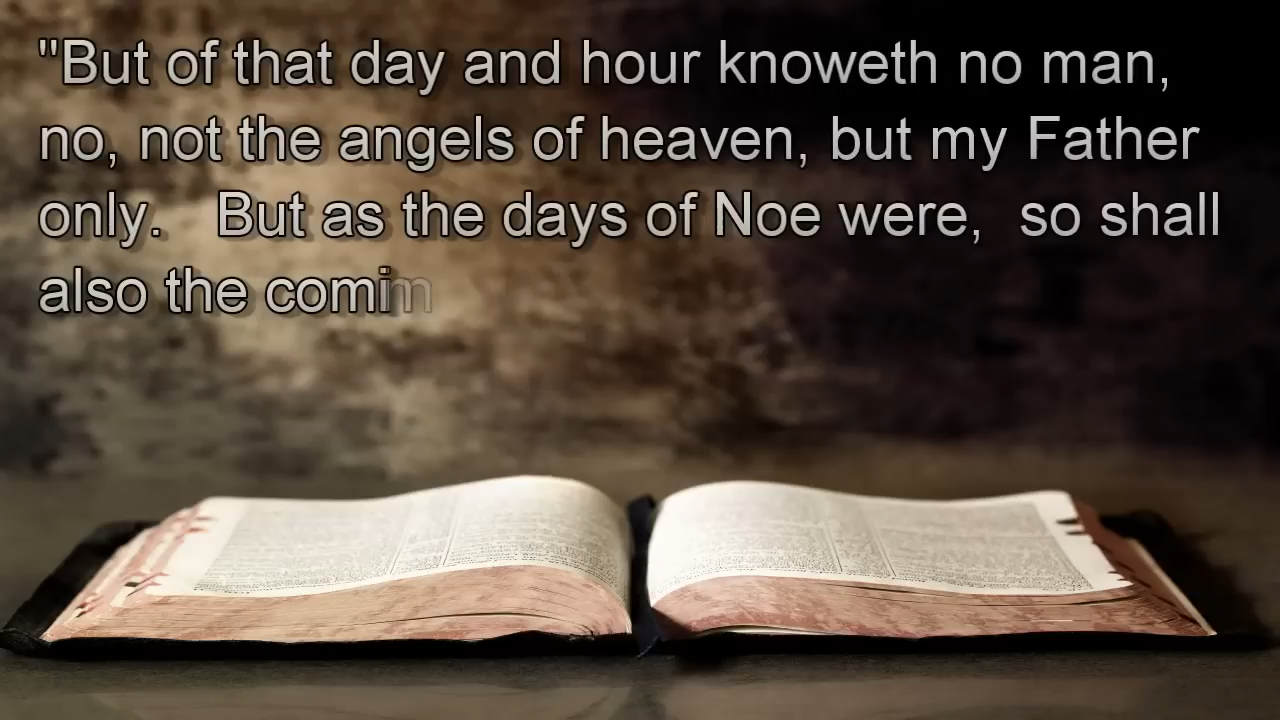 "But of that day and hour knoweth no man,
no, not the angels of heaven, but my Father
only. But as the days of Noe were, so shall
also the comim